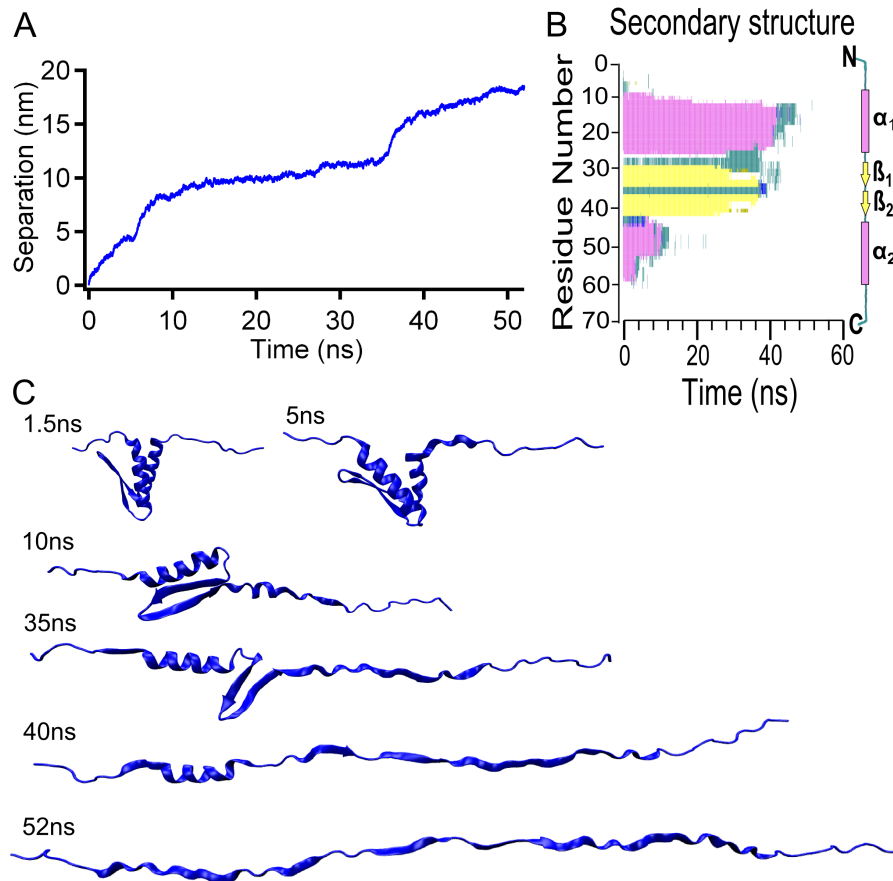 A
Separation (nm)
20
15
10
5
0
0 10 20 30 40 50
Time (ns)
B
Secondary structure
Residue Number
0
10
20
30
40
50
60
70
0 20 40 60
Time (ns)
N
α1
ß1
ß2
α2
C
C
1.5ns
5ns
10ns
35ns
40ns
52ns